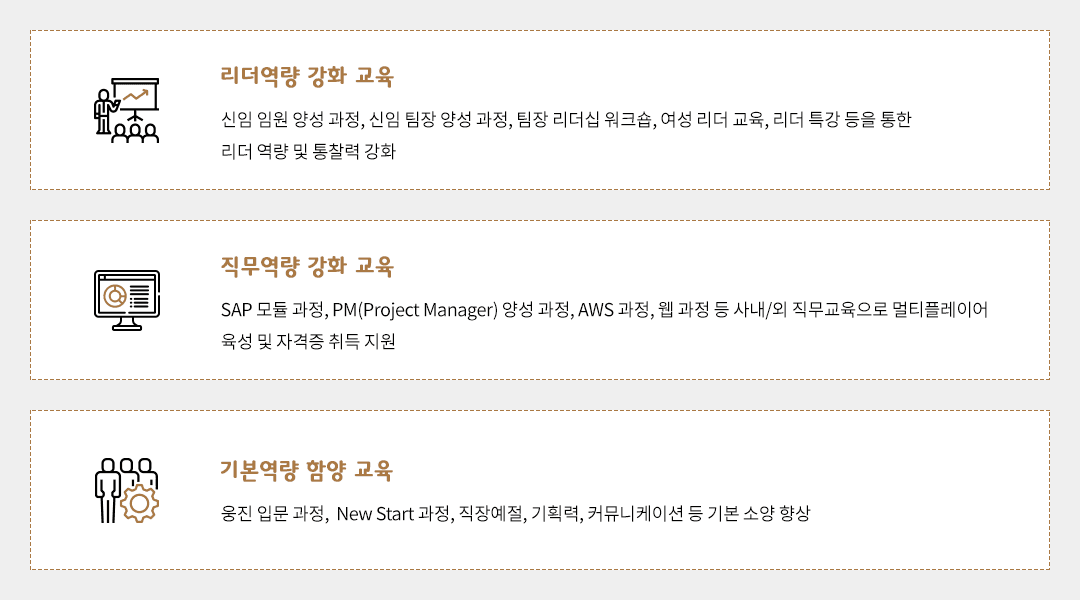 리더역량 강화 교육
신임 임원 양성 과정, 신임 팀장 양성 과정, 팀장 리더십 워크숍, 여성 리더 교육, 리더 특강 등을 통한
리더 역량 및 통찰력 강화
직무역량 강화 교육
SAP 모듈 과정, PM(Project Manager) 양성 과정, AWS 과정, 웹 과정 등 사내/외 직무교육으로 멀티플레이어
육성 및 자격증 취득 지원
기본역량 함양 교육
웅진 입문 과정, New Start 과정, 직장예절, 기획력, 커뮤니케이션 등 기본 소양 향상